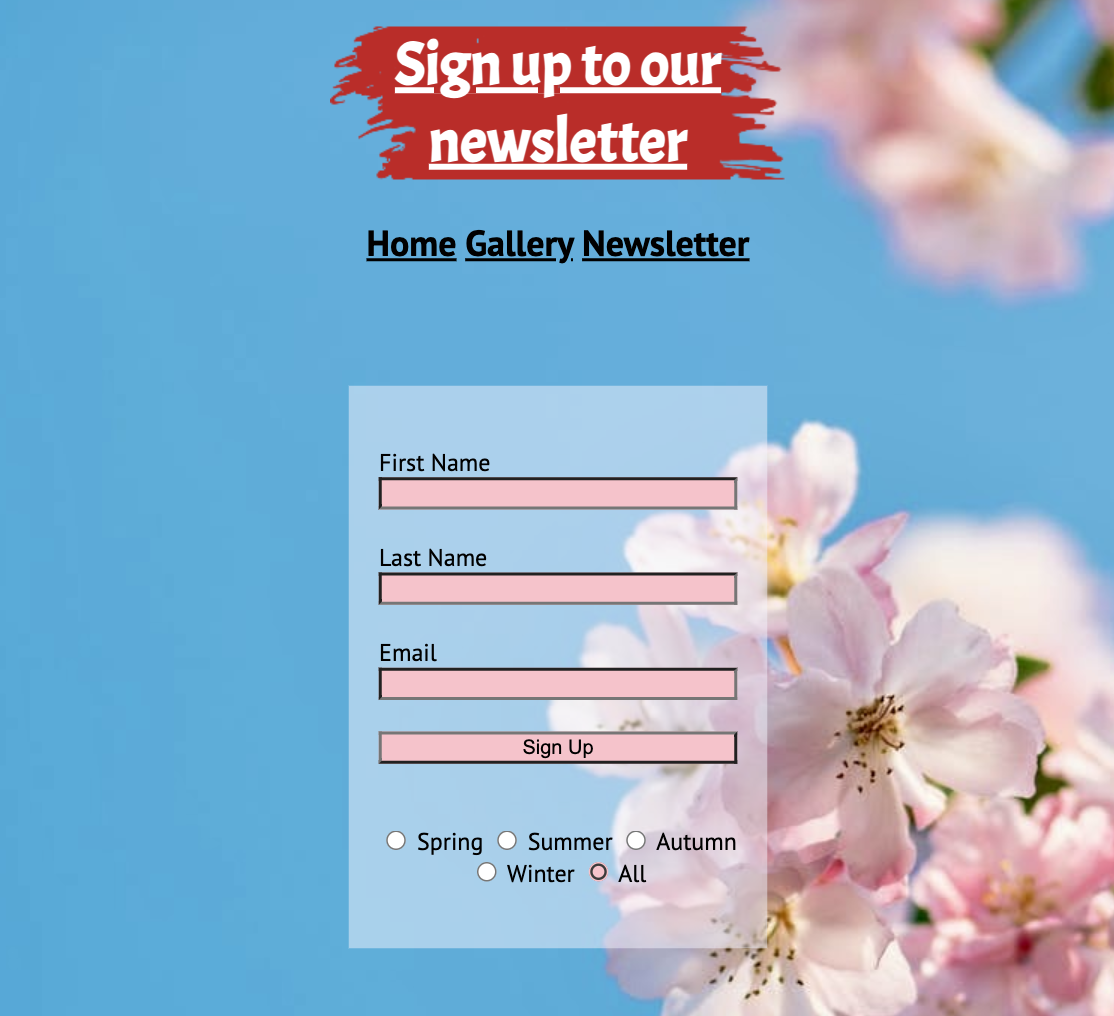 Sign up to our
newsletter
Home Gallery Newsletter
First Name
Last Name
Email
Sign Up
Spring Summer Autumn
Winter All